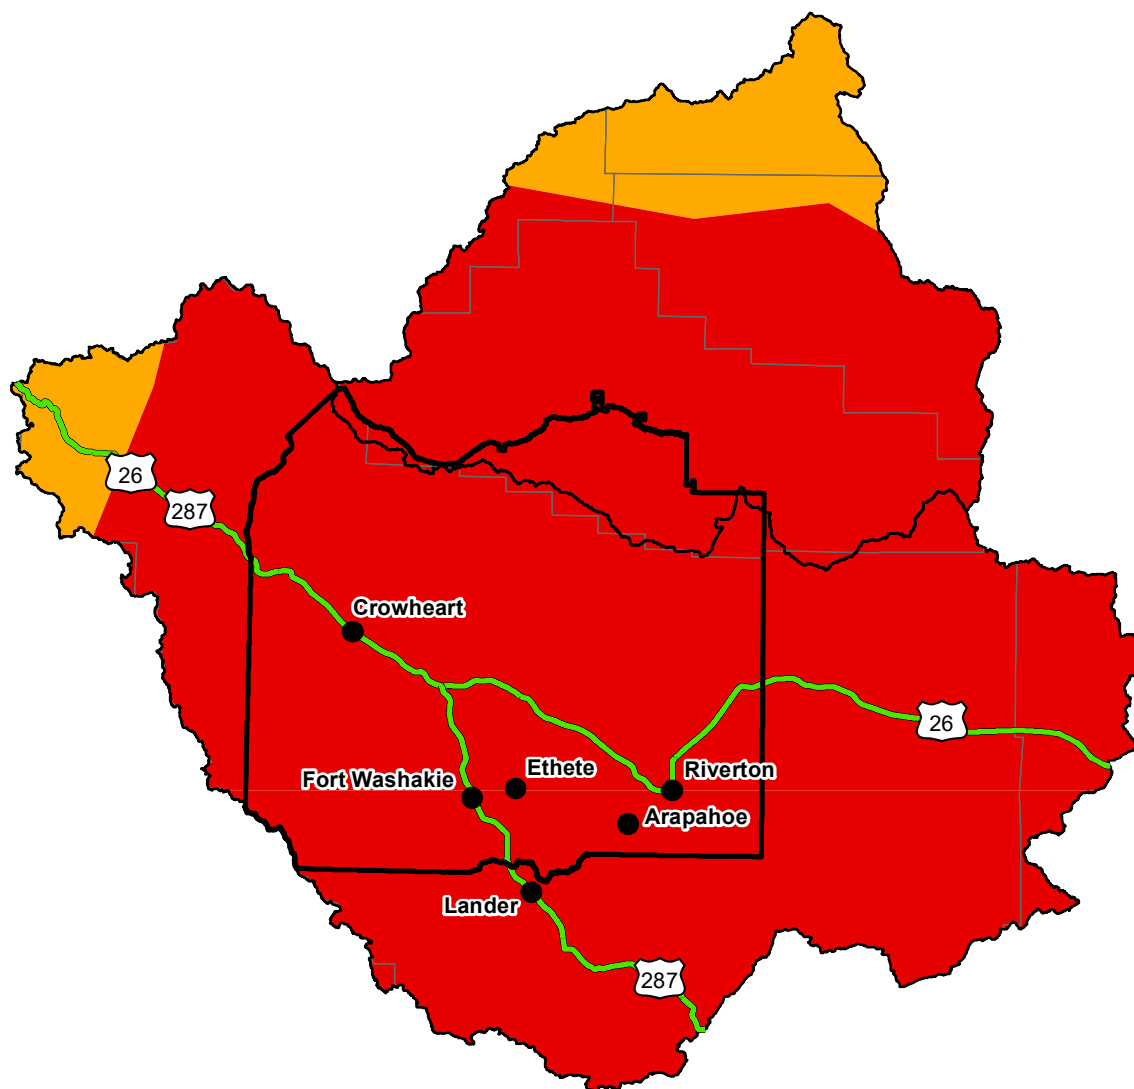 26
287
Crowheart
26
Ethete
Riverton
Fort Washakie
Arapahoe
Lander
287